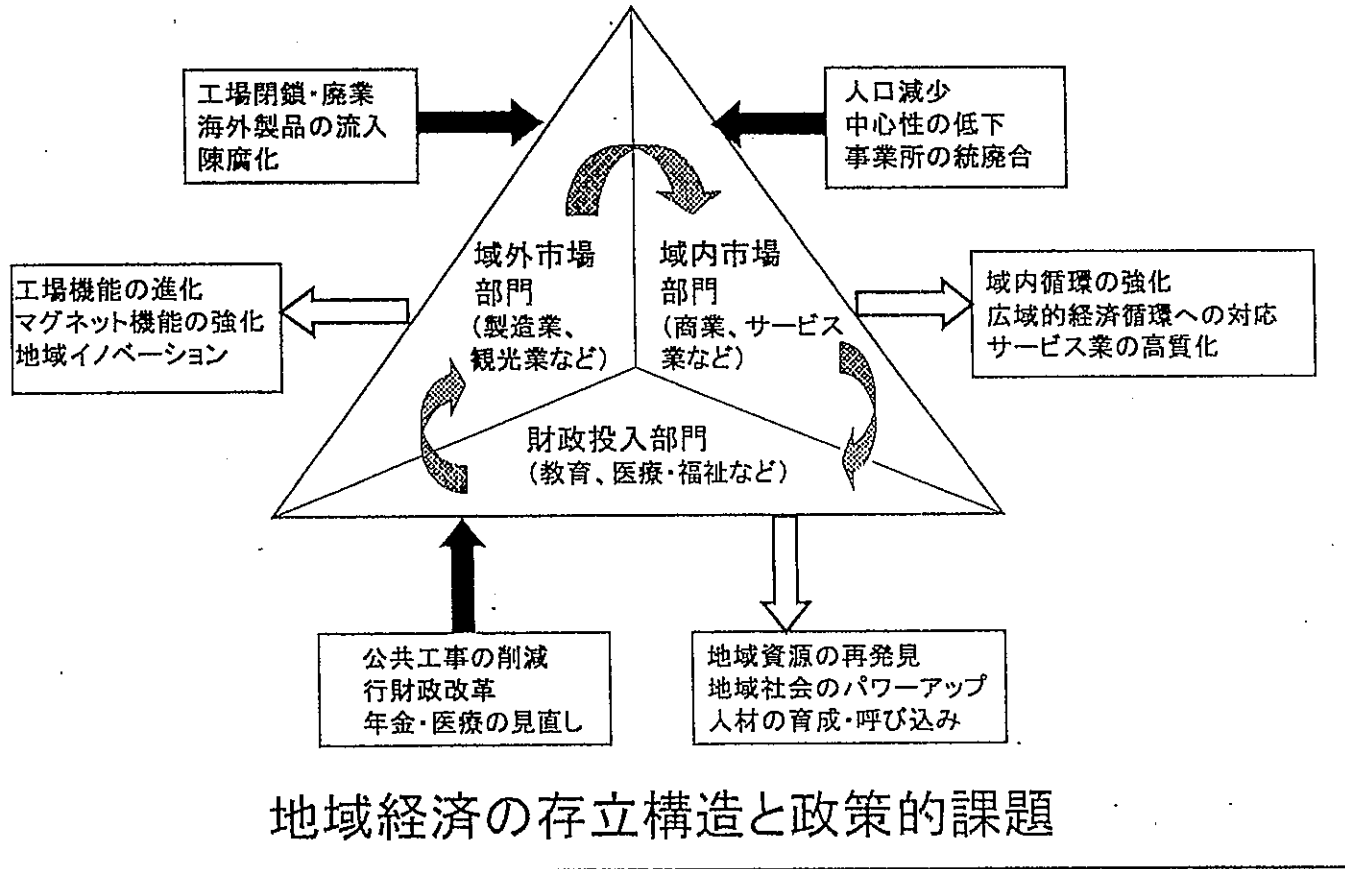 工場閉鎖・廃業
海外製品の流入
陳腐化
人口減少
中心性の低下
事業所の統廃合
工場機能の進化
マグネット機能の強化
地域イノベーション
域外市場
部門
(製造業、
観光業など)
域内市場
部門
(商業、サービス
業など)
域内循環の強化
広域的経済循環への対応
サービス業の高質化
財政投入部門
(教育、医療・福祉など)
公共工事の削減
行財政改革
年金・医療の見直し
地域資源の再発見
地域社会のパワーアップ
人材の育成・呼び込み
地域経済の存立構造と政策的課題